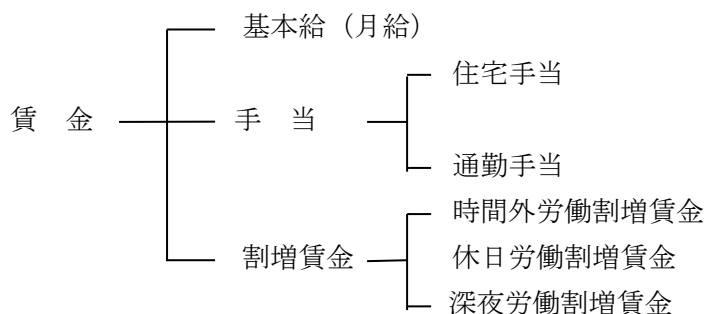 基本給（月給）
住宅手当
賃　金
手　当
通勤手当
時間外労働割増賃金
割増賃金
休日労働割増賃金
深夜労働割増賃金